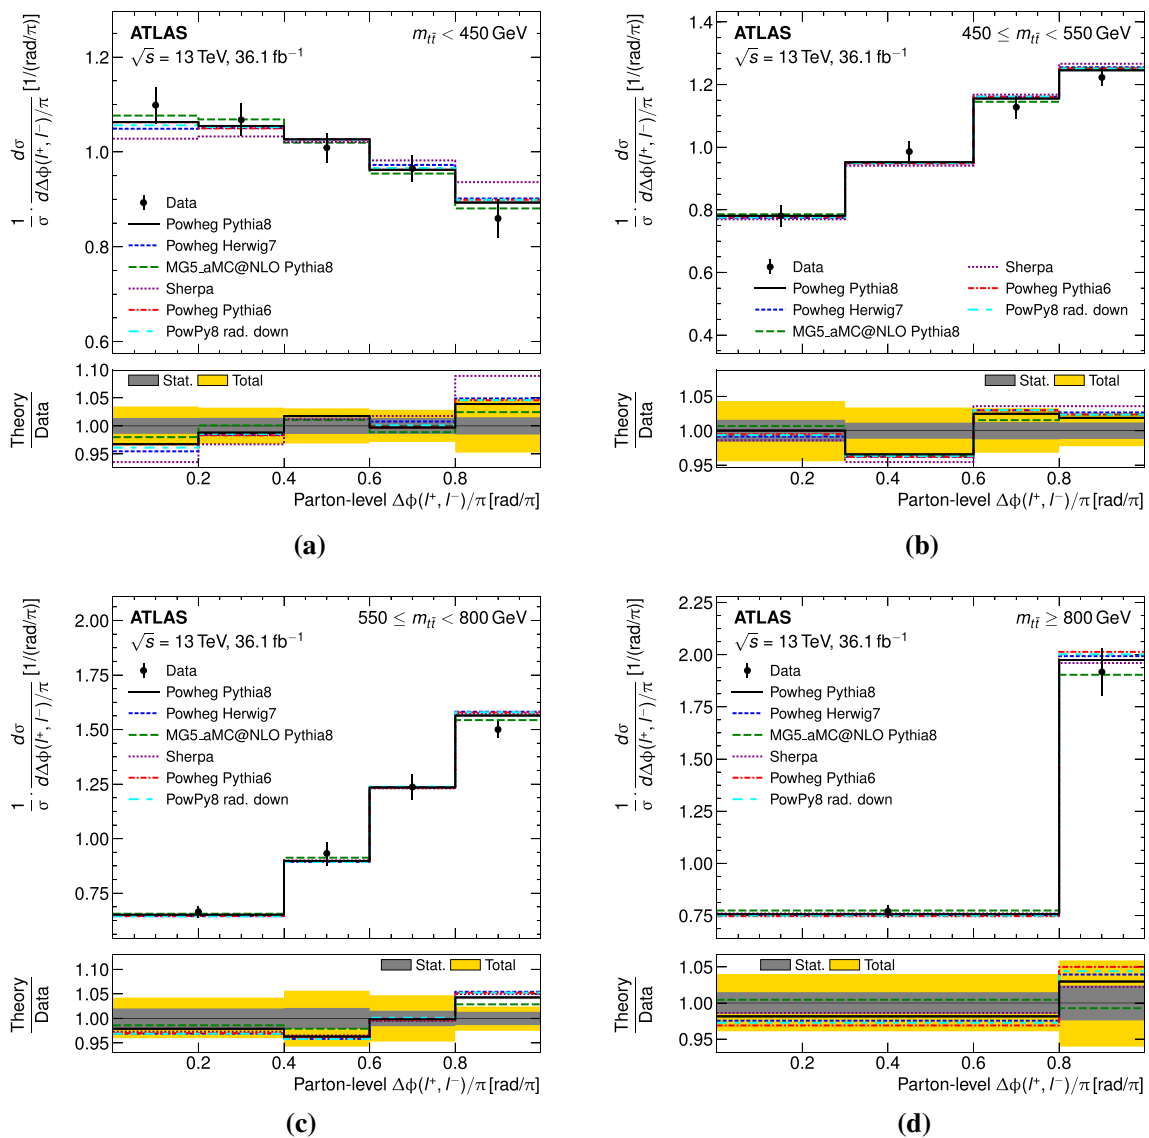 ATLAS
√s = 13 TeV, 36.1 fb⁻¹
m_{tt̄} < 450 GeV
1/σ · dσ/dΔϕ(l⁺, l⁻)/π [1/(rad/π)]
1.2
1.0
0.8
0.6
Data
Powheg Pythia8
Powheg Herwig7
MG5_aMC@NLO Pythia8
Sherpa
Powheg Pythia6
PowPy8 rad. down
Theory/Data
1.10
1.05
1.00
0.95
Stat. Total
0.2 0.4 0.6 0.8
Parton-level Δϕ(l⁺, l⁻)/π [rad/π]
(a)
ATLAS
√s = 13 TeV, 36.1 fb⁻¹
450 ≤ m_{tt̄} < 550 GeV
1/σ · dσ/dΔϕ(l⁺, l⁻)/π [1/(rad/π)]
1.4
1.2
1.0
0.8
0.6
0.4
Data
Powheg Pythia8
Powheg Herwig7
MG5_aMC@NLO Pythia8
Sherpa
Powheg Pythia6
PowPy8 rad. down
Theory/Data
1.05
1.00
0.95
Stat. Total
0.2 0.4 0.6 0.8
Parton-level Δϕ(l⁺, l⁻)/π [rad/π]
(b)
ATLAS
√s = 13 TeV, 36.1 fb⁻¹
550 ≤ m_{tt̄} < 800 GeV
1/σ · dσ/dΔϕ(l⁺, l⁻)/π [1/(rad/π)]
2.00
1.75
1.50
1.25
1.00
0.75
Data
Powheg Pythia8
Powheg Herwig7
MG5_aMC@NLO Pythia8
Sherpa
Powheg Pythia6
PowPy8 rad. down
Theory/Data
1.10
1.05
1.00
0.95
Stat. Total
0.2 0.4 0.6 0.8
Parton-level Δϕ(l⁺, l⁻)/π [rad/π]
(c)
ATLAS
√s = 13 TeV, 36.1 fb⁻¹
m_{tt̄} ≥ 800 GeV
1/σ · dσ/dΔϕ(l⁺, l⁻)/π [1/(rad/π)]
2.25
2.00
1.75
1.50
1.25
1.00
0.75
Data
Powheg Pythia8
Powheg Herwig7
MG5_aMC@NLO Pythia8
Sherpa
Powheg Pythia6
PowPy8 rad. down
Theory/Data
1.05
1.00
0.95
Stat. Total
0.2 0.4 0.6 0.8
Parton-level Δϕ(l⁺, l⁻)/π [rad/π]
(d)